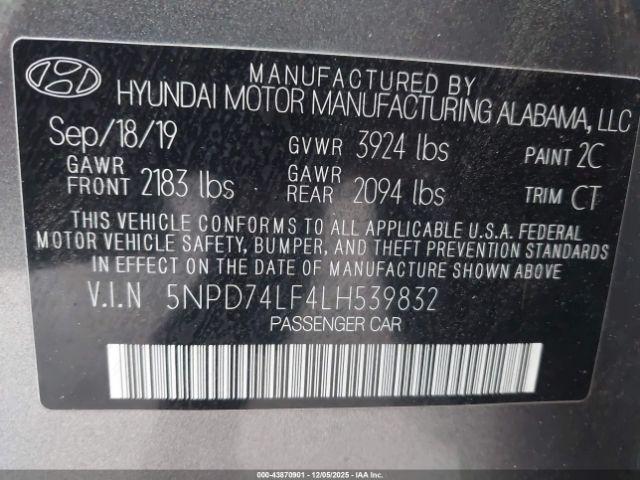 MANUFACTURED BY
HYUNDAI MOTOR MANUFACTURING ALABAMA, LLC
Sep/18/19 GVWR 3924 lbs PAINT 2C
GAWR FRONT 2183 lbs GAWR REAR 2094 lbs TRIM CT
THIS VEHICLE CONFORMS TO ALL APPLICABLE U.S.A. FEDERAL
MOTOR VEHICLE SAFETY, BUMPER, AND THEFT PREVENTION STANDARDS
IN EFFECT ON THE DATE OF MANUFACTURE SHOWN ABOVE.
V.I.N 5NPD74LF4LH539832
PASSENGER CAR
000-43870901 - 12/05/2025 - COPART.COM